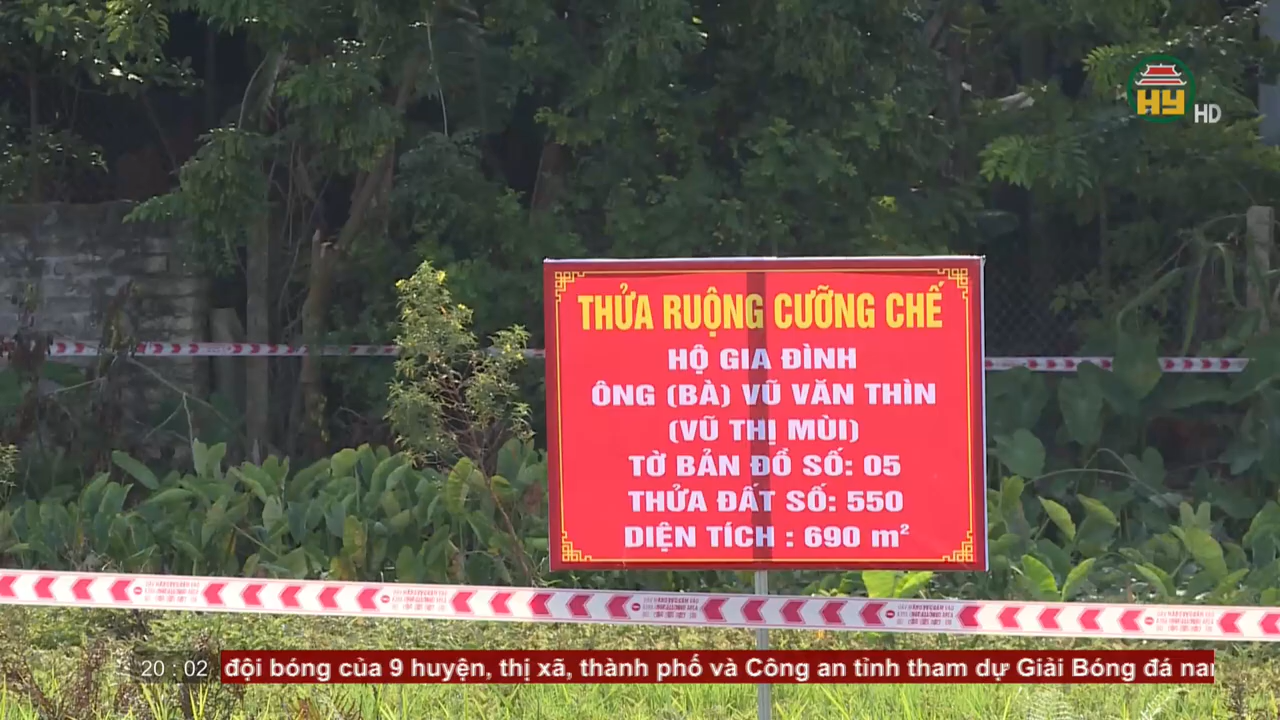 HY HD
THỬA RUỘNG CƯỠNG CHẾ
HỘ GIA ĐÌNH
ÔNG (BÀ) VŨ VĂN THÌN
(VŨ THỊ MÙI)
TỜ BẢN ĐỒ SỐ: 05
THỬA ĐẤT SỐ: 550
DIỆN TÍCH : 690 m²
20 : 02 đội bóng của 9 huyện, thị xã, thành phố và Công an tỉnh tham dự Giải Bóng đá nan